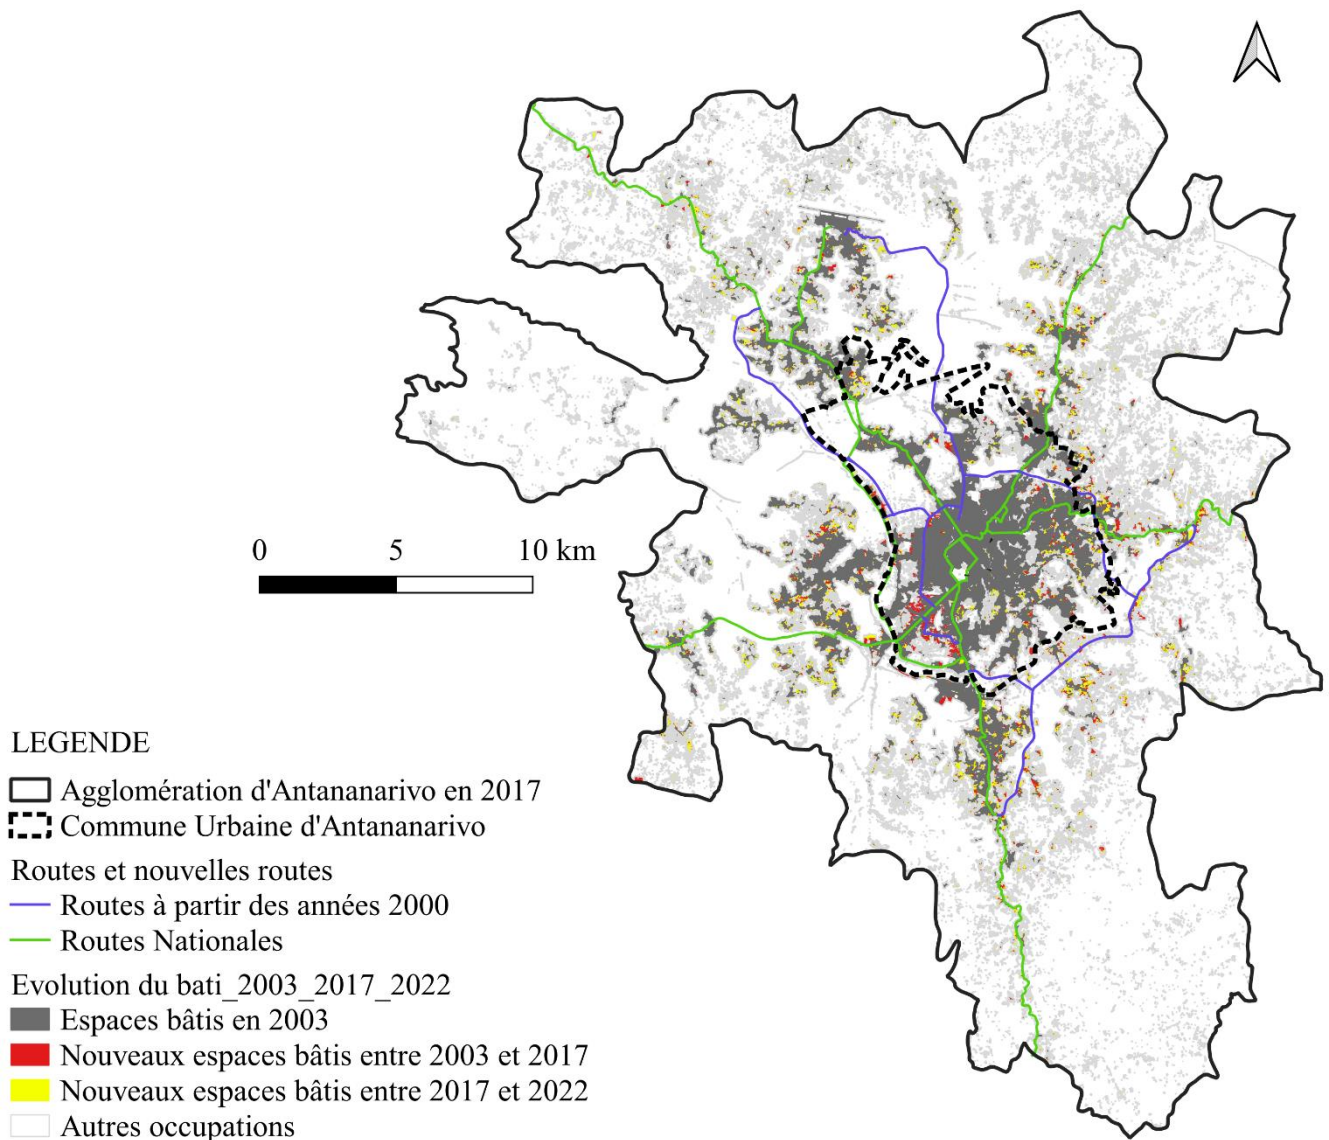 0 5 10 km
LEGENDE
Agglomération d'Antananarivo en 2017
Commune Urbaine d'Antananarivo
Routes et nouvelles routes
Routes à partir des années 2000
Routes Nationales
Evolution du bati_2003_2017_2022
Espaces bâtis en 2003
Nouveaux espaces bâtis entre 2003 et 2017
Nouveaux espaces bâtis entre 2017 et 2022
Autres occupations